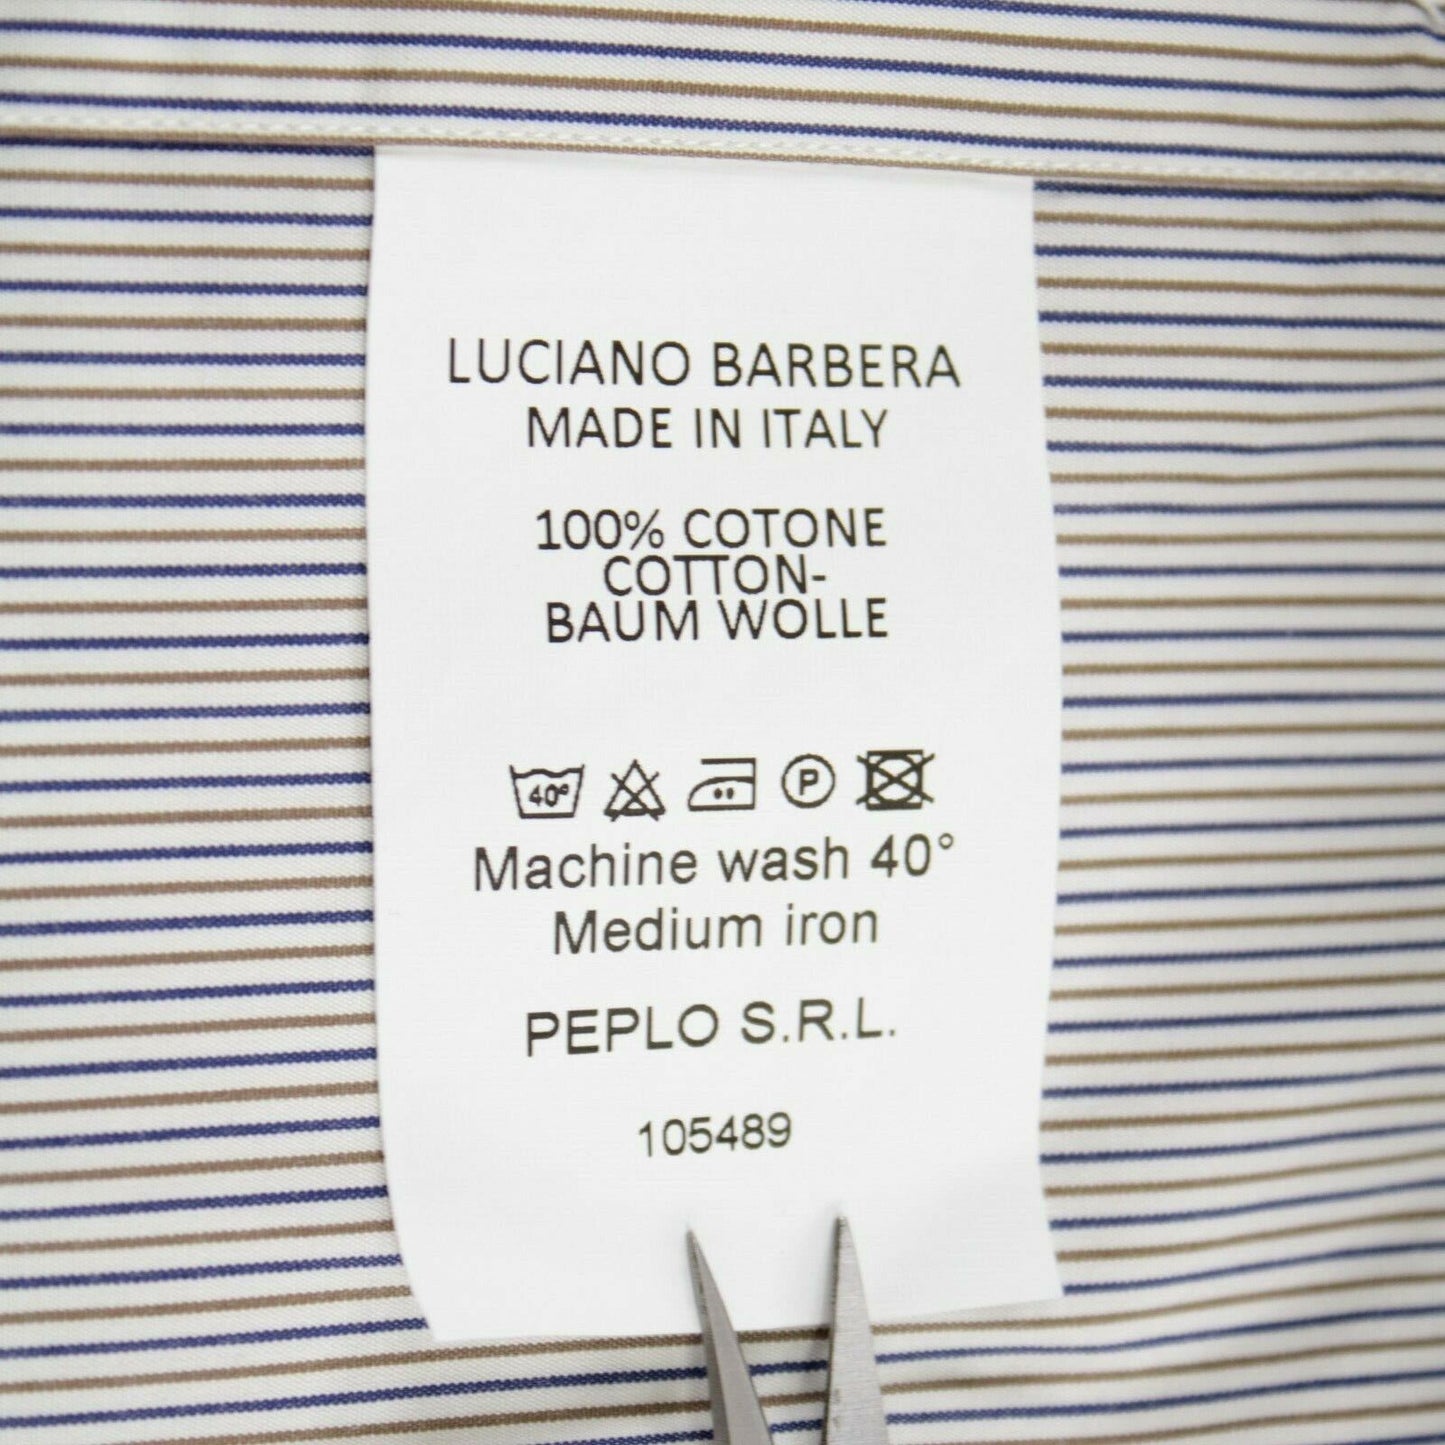 LUCIANO BARBERA
MADE IN ITALY
100% COTONE
COTTON-
BAUM WOLLE
40° P
Machine wash 40°
Medium iron
PEPLO S.R.L.
105489